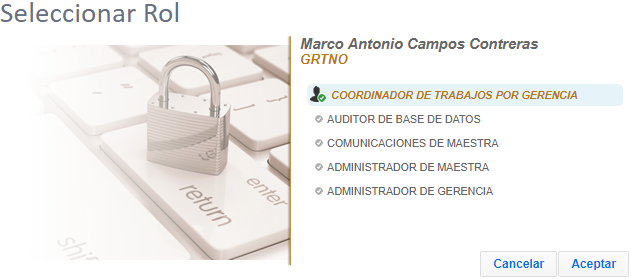 Seleccionar Rol
Marco Antonio Campos Contreras
GRTNO
COORDINADOR DE TRABAJOS POR GERENCIA
AUDITOR DE BASE DE DATOS
COMUNICACIONES DE MAESTRA
ADMINISTRADOR DE MAESTRA
ADMINISTRADOR DE GERENCIA
enter
return
shift
Cancelar
Aceptar